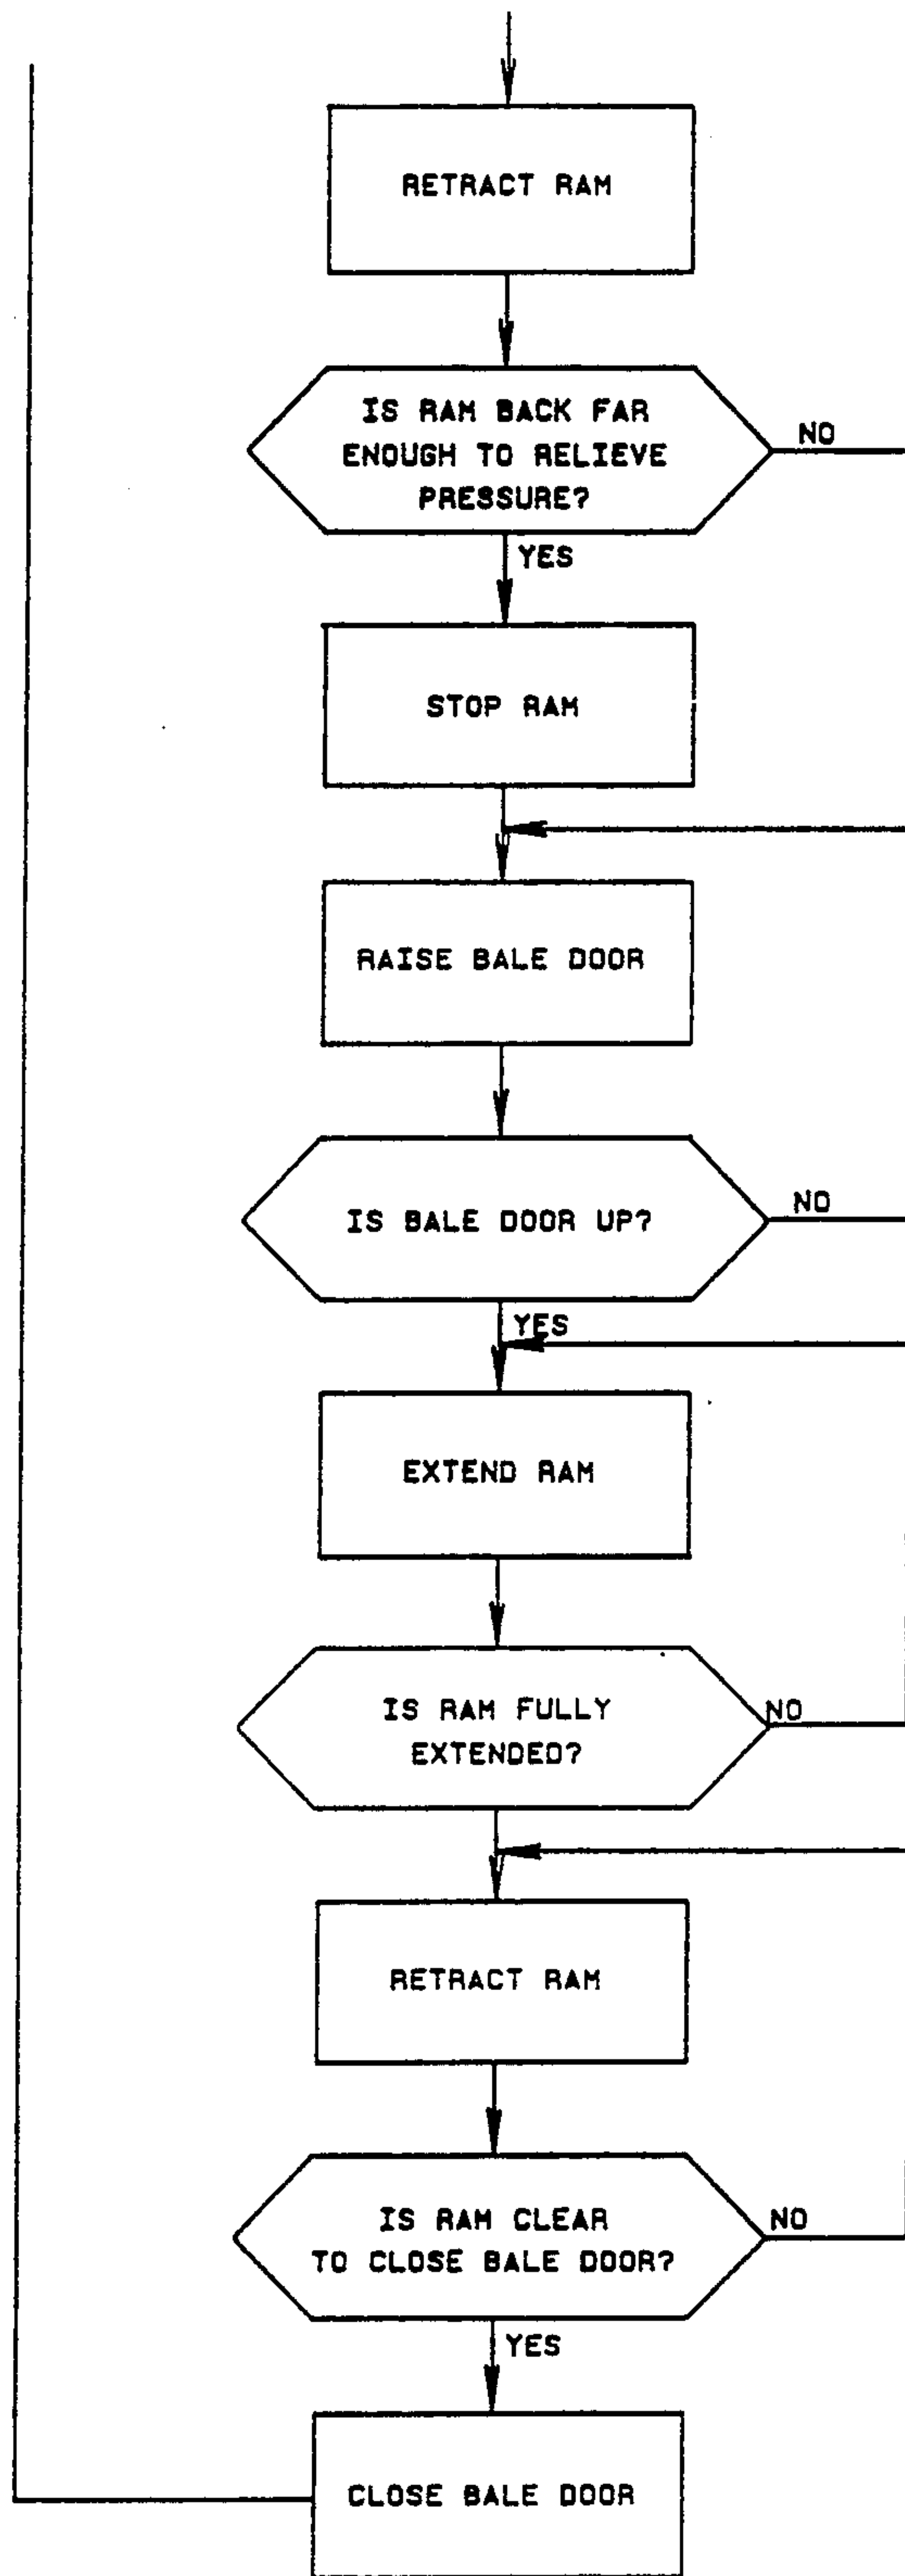 RETRACT RAM
IS RAM BACK FAR
ENOUGH TO RELIEVE
PRESSURE?
NO
YES
STOP RAM
RAISE BALE DOOR
IS BALE DOOR UP?
NO
YES
EXTEND RAM
IS RAM FULLY
EXTENDED?
NO
RETRACT RAM
IS RAM CLEAR
TO CLOSE BALE DOOR?
NO
YES
CLOSE BALE DOOR